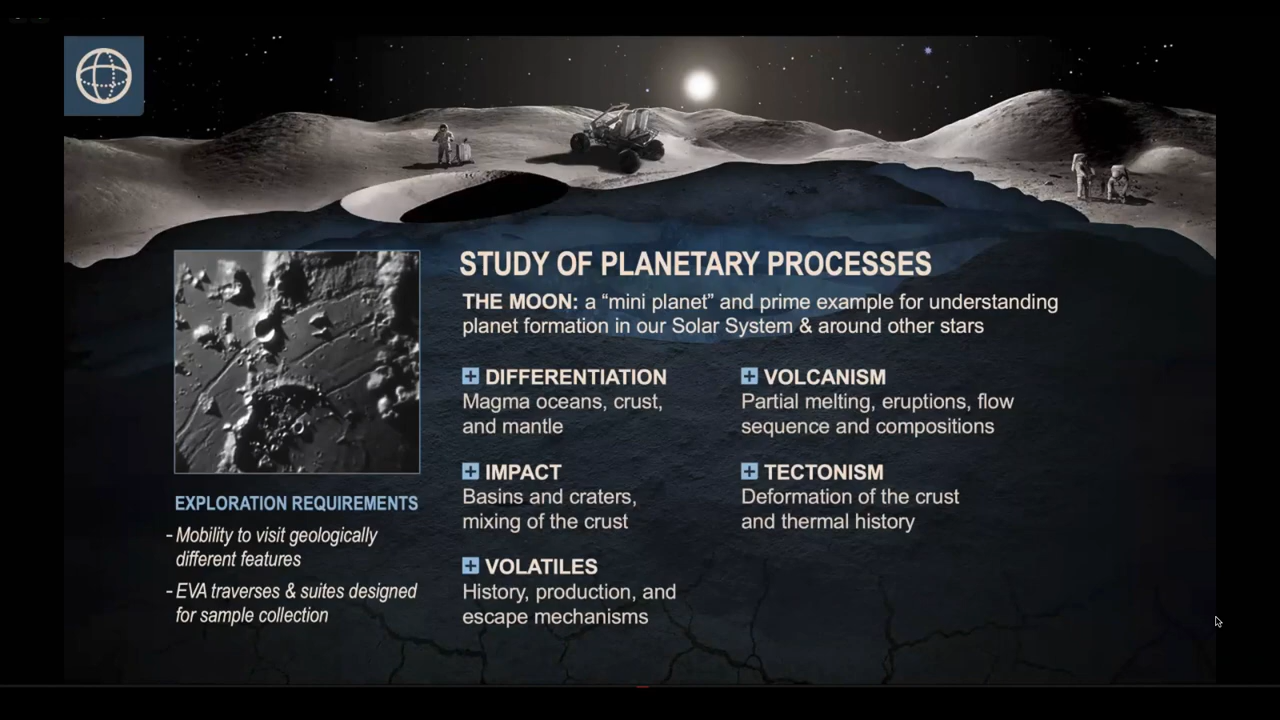 STUDY OF PLANETARY PROCESSES
THE MOON: a “mini planet” and prime example for understanding
planet formation in our Solar System & around other stars
DIFFERENTIATION
Magma oceans, crust,
and mantle
VOLCANISM
Partial melting, eruptions, flow
sequence and compositions
IMPACT
Basins and craters,
mixing of the crust
TECTONISM
Deformation of the crust
and thermal history
VOLATILES
History, production, and
escape mechanisms
EXPLORATION REQUIREMENTS
- Mobility to visit geologically
different features
- EVA traverses & suites designed
for sample collection